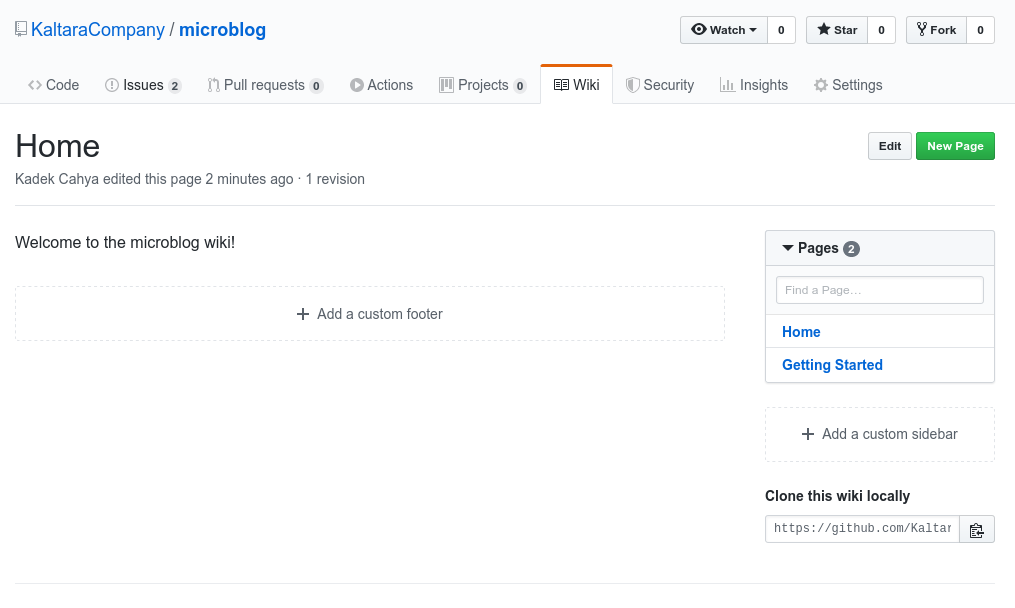 KaltaraCompany / microblog
Watch 0 Star 0 Fork 0
Code Issues 2 Pull requests 0 Actions Projects 0 Wiki Security Insights Settings
Home
Edit New Page
Kadek Cahya edited this page 2 minutes ago · 1 revision
Welcome to the microblog wiki!
+ Add a custom footer
Pages 2
Find a Page…
Home
Getting Started
+ Add a custom sidebar
Clone this wiki locally
https://github.com/Kaltar